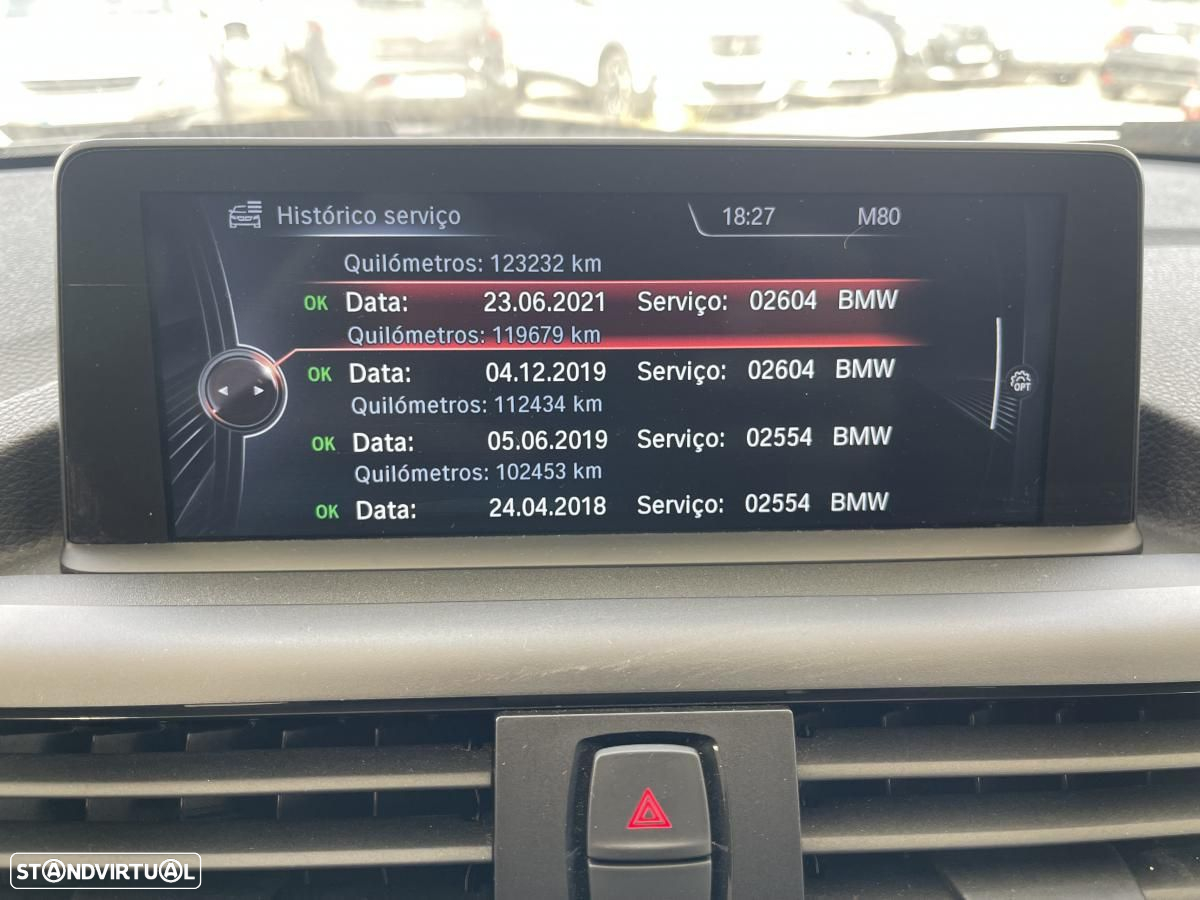 Histórico serviço 18:27 M80
Quilómetros: 123232 km
OK Data: 23.06.2021 Serviço: 02604 BMW
Quilómetros: 119679 km
OK Data: 04.12.2019 Serviço: 02604 BMW
Quilómetros: 112434 km
OPT
OK Data: 05.06.2019 Serviço: 02554 BMW
Quilómetros: 102453 km
OK Data: 24.04.2018 Serviço: 02554 BMW
STANDVIRTUAL